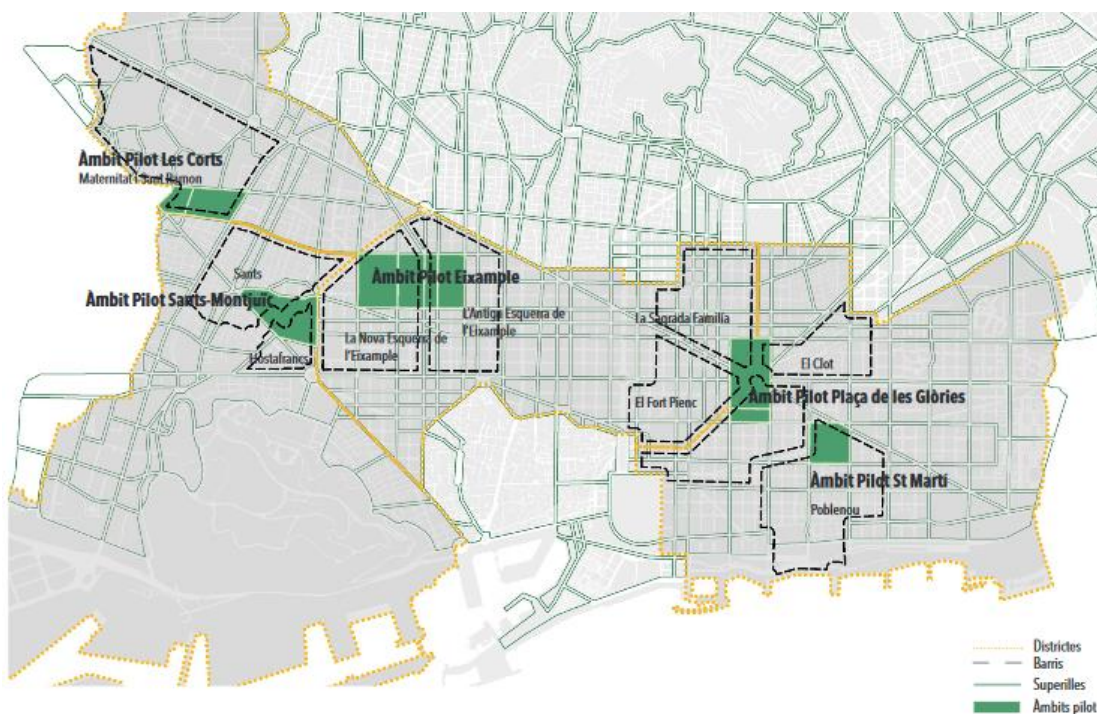 Àmbit Pilot Les Corts
Maternitat i Sant Ramon
Sants
Àmbit Pilot Eixample
Àmbit Pilot Sants-Montjuïc
L'Antiga Esquerra de
l'Eixample
La Sagrada Família
La Nova Esquerra de
l'Eixample
Hostafrancs
El Clot
El Fort Pienc
Àmbit Pilot Plaça de les Glòries
Àmbit Pilot St Martí
Poblenou
Districtes
Barris
Superilles
Àmbits pilot